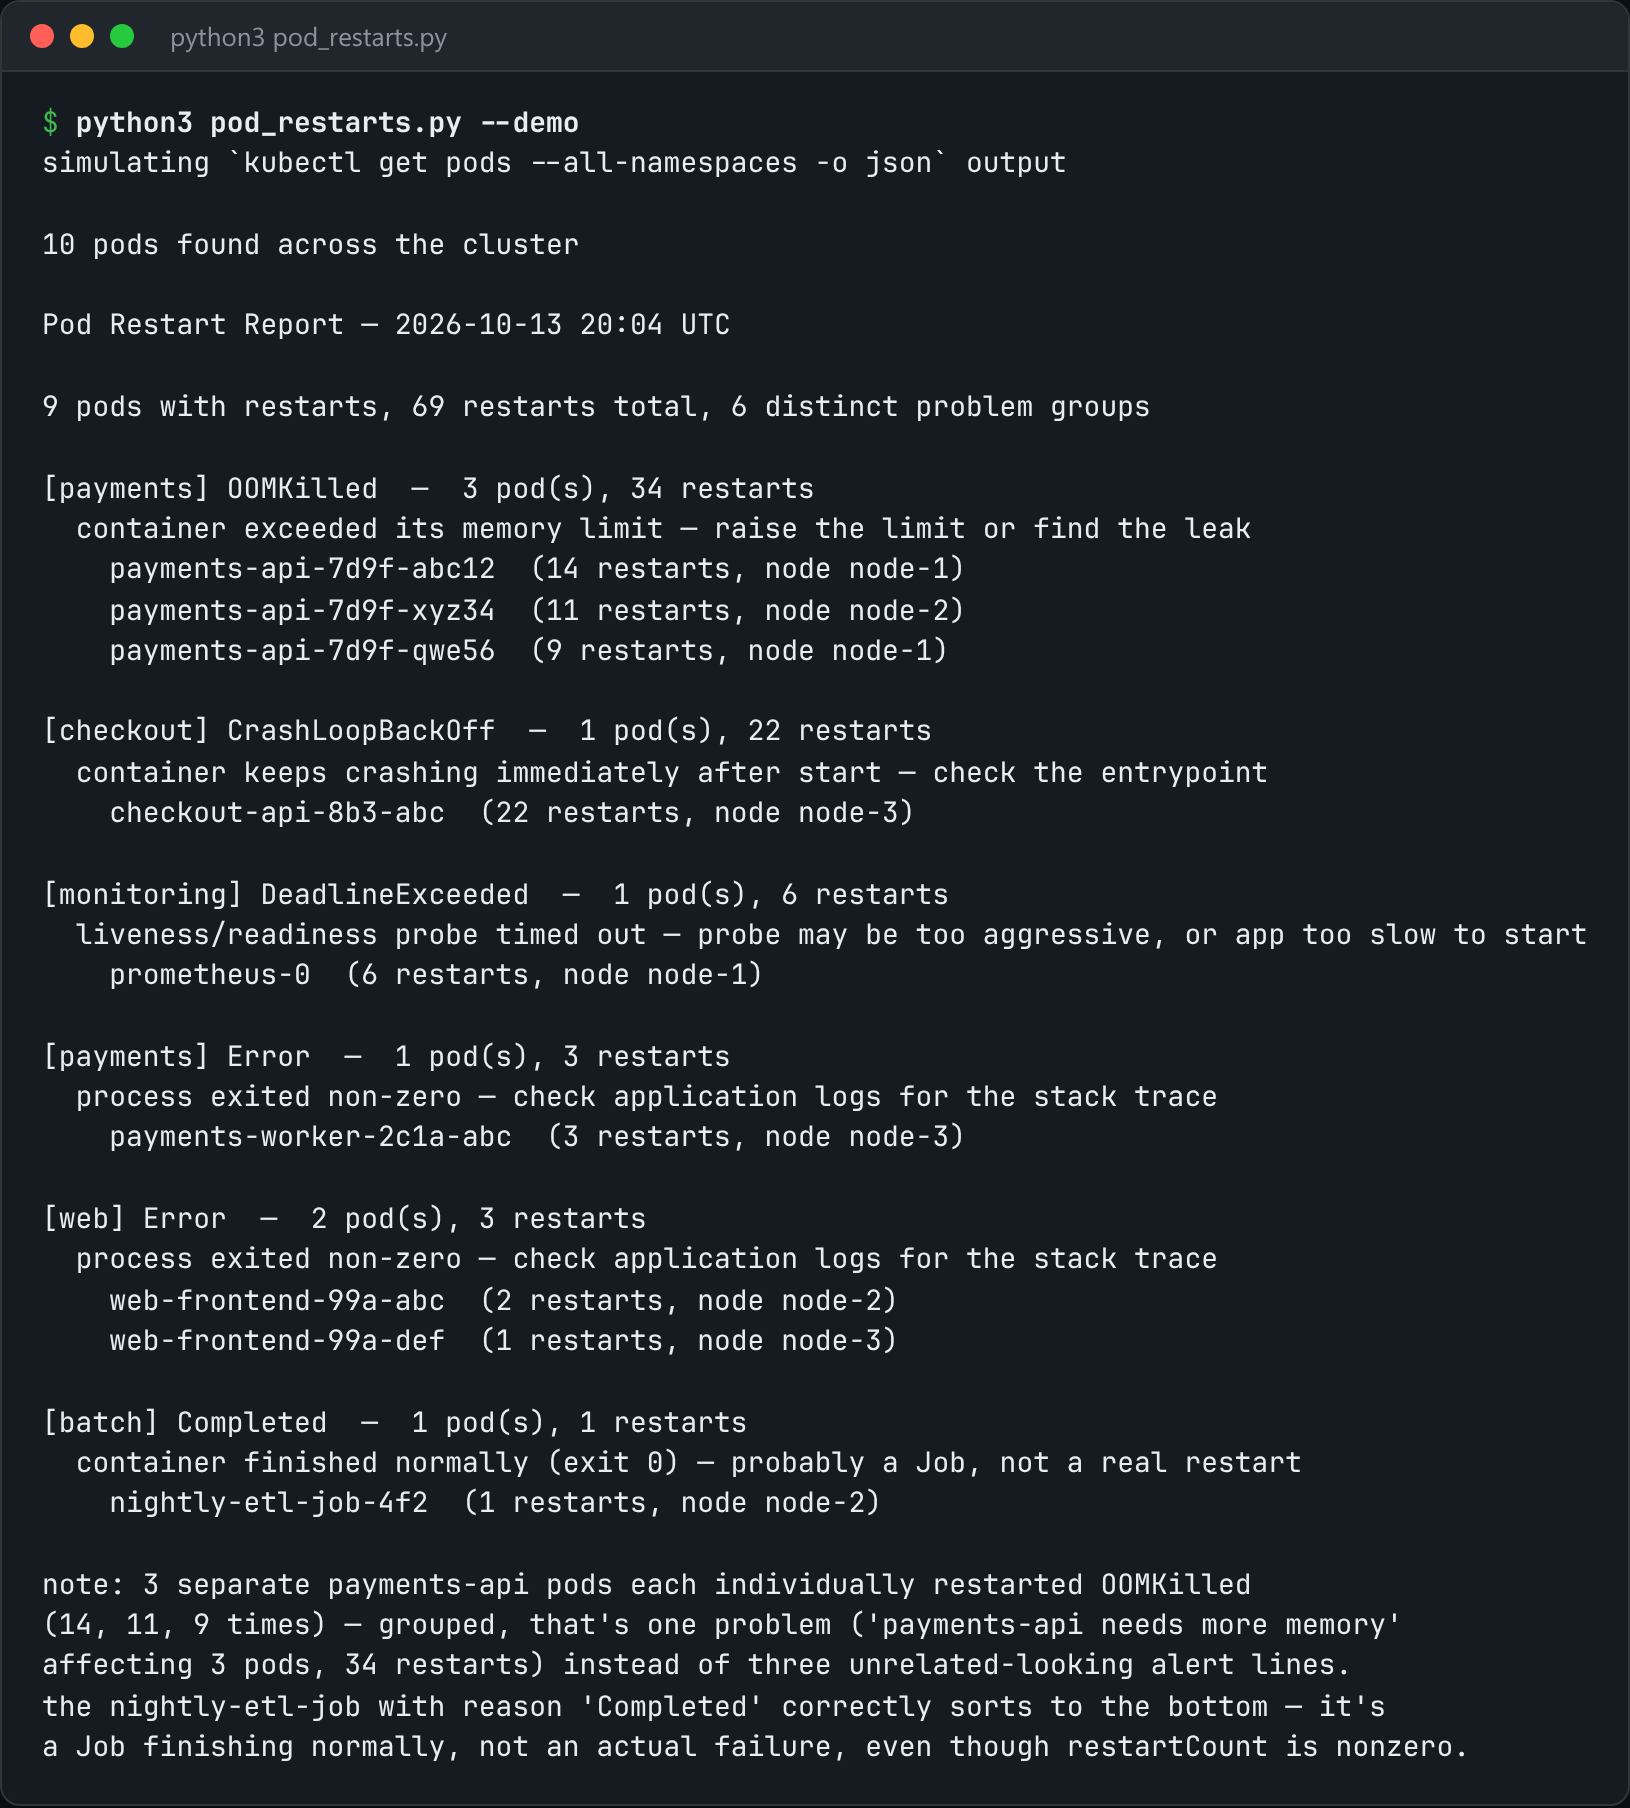 python3 pod_restarts.py
$ python3 pod_restarts.py --demo
simulating `kubectl get pods --all-namespaces -o json` output
10 pods found across the cluster
Pod Restart Report — 2026-10-13 20:04 UTC
9 pods with restarts, 69 restarts total, 6 distinct problem groups
[payments] OOMKilled  —  3 pod(s), 34 restarts
  container exceeded its memory limit — raise the limit or find the leak
    payments-api-7d9f-abc12  (14 restarts, node node-1)
    payments-api-7d9f-xyz34  (11 restarts, node node-2)
    payments-api-7d9f-qwe56  (9 restarts, node node-1)
[checkout] CrashLoopBackOff  —  1 pod(s), 22 restarts
  container keeps crashing immediately after start — check the entrypoint
    checkout-api-8b3-abc  (22 restarts, node node-3)
[monitoring] DeadlineExceeded  —  1 pod(s), 6 restarts
  liveness/readiness probe timed out — probe may be too aggressive, or app too slow to start
    prometheus-0  (6 restarts, node node-1)
[payments] Error  —  1 pod(s), 3 restarts
  process exited non-zero — check application logs for the stack trace
    payments-worker-2c1a-abc  (3 restarts, node node-3)
[web] Error  —  2 pod(s), 3 restarts
  process exited non-zero — check application logs for the stack trace
    web-frontend-99a-abc  (2 restarts, node node-2)
    web-frontend-99a-def  (1 restarts, node node-3)
[batch] Completed  —  1 pod(s), 1 restarts
  container finished normally (exit 0) — probably a Job, not a real restart
    nightly-etl-job-4f2  (1 restarts, node node-2)
note: 3 separate payments-api pods each individually restarted OOMKilled
(14, 11, 9 times) — grouped, that's one problem ('payments-api needs more memory'
affecting 3 pods, 34 restarts) instead of three unrelated-looking alert lines.
the nightly-etl-job with reason 'Completed' correctly sorts to the bottom — it's
a Job finishing normally, not an actual failure, even though restartCount is nonzero.